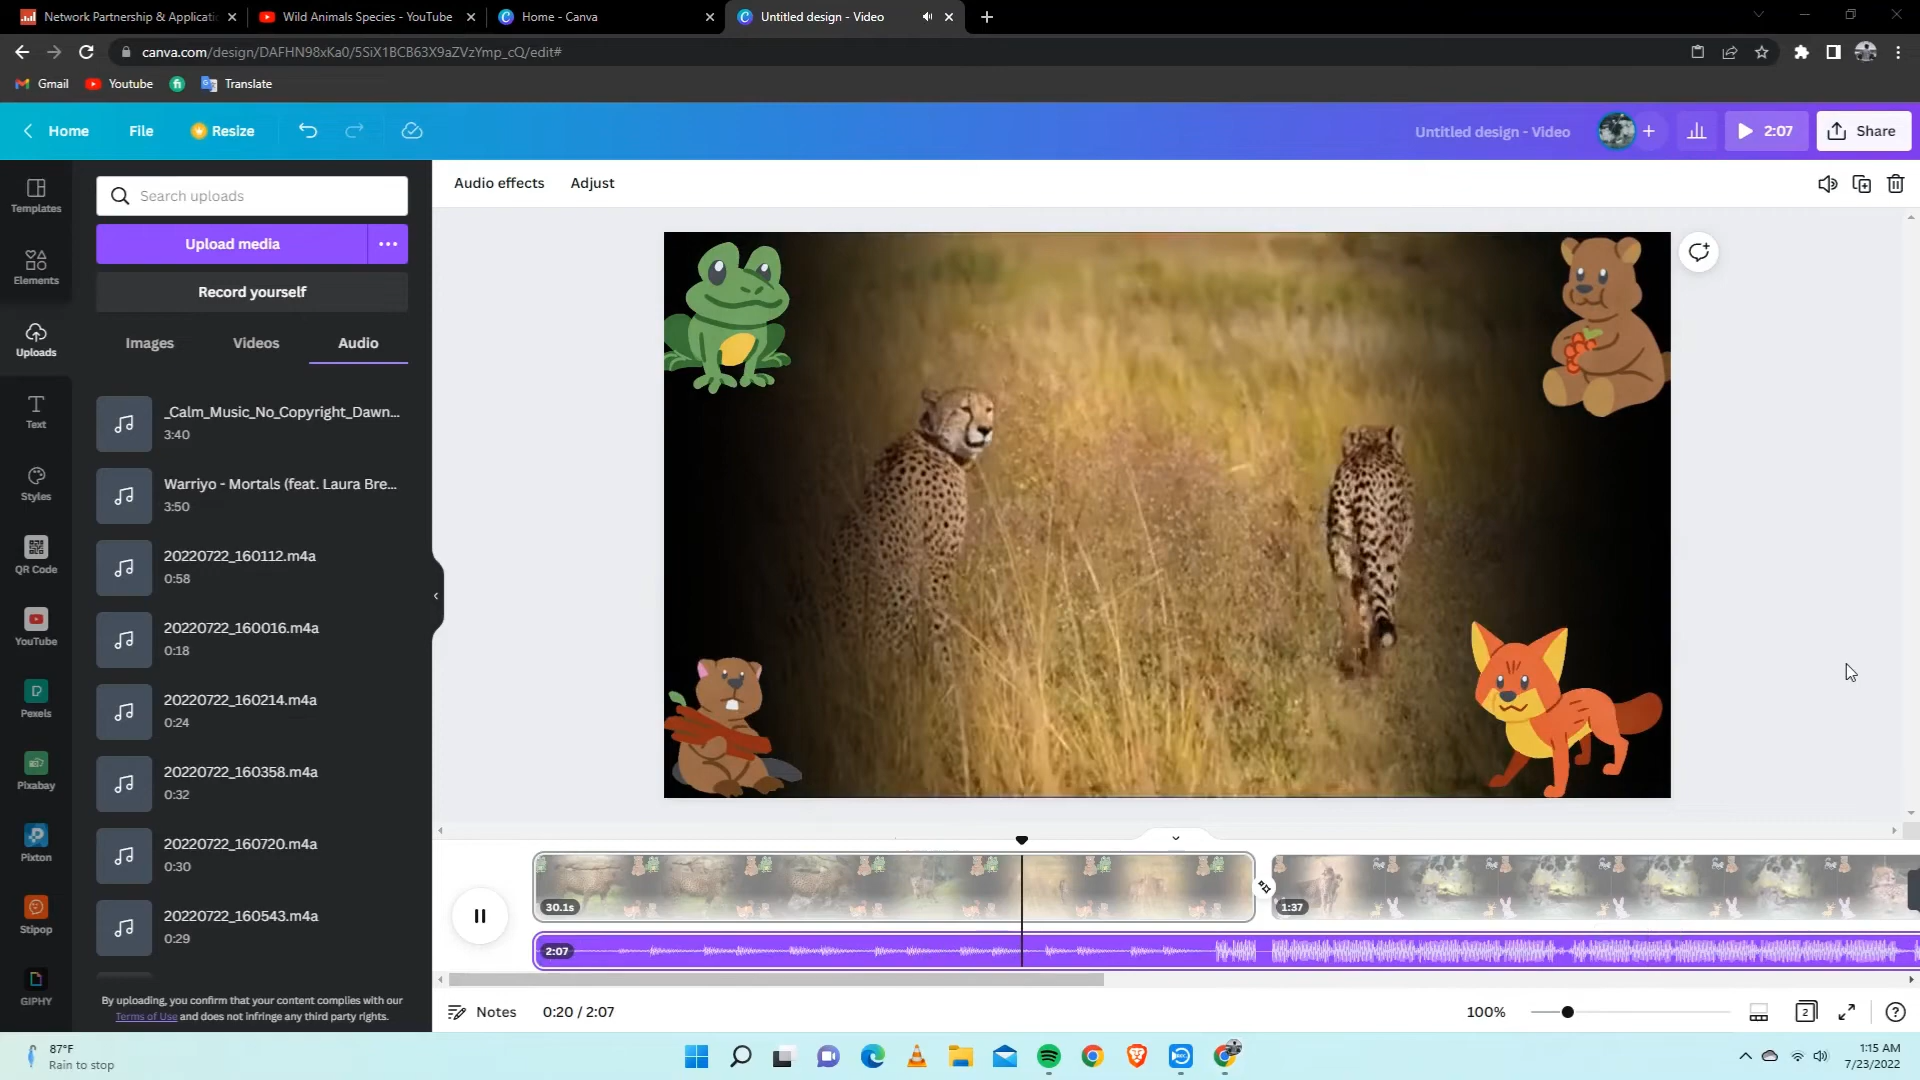 Network Partnership & Applicati
Wild Animals Species - YouTube
Home - Canva
Untitled design - Video
canva.com/design/DAFHN98xKa0/5SiX1BCB63X9aZVzYmp_cQ/edit#
Gmail
Youtube
Translate
Home
File
Resize
Untitled design - Video
2:07
Share
Templates
Elements
Uploads
Text
Styles
QR Code
YouTube
Pexels
Pixabay
Pixton
Stipop
GIPHY
Search uploads
Upload media
Record yourself
Images
Videos
Audio
_Calm_Music_No_Copyright_Dawn...
3:40
Warriyo - Mortals (feat. Laura Bre...
3:50
20220722_160112.m4a
0:58
20220722_160016.m4a
0:18
20220722_160214.m4a
0:24
20220722_160358.m4a
0:32
20220722_160720.m4a
0:30
20220722_160543.m4a
0:29
By uploading, you confirm that your content complies with our
Terms of Use and does not infringe any third party rights.
Audio effects
Adjust
30.1s
1:37
2:07
Notes
0:20 / 2:07
100%
2
87°F
Rain to stop
1:15 AM
7/23/2022